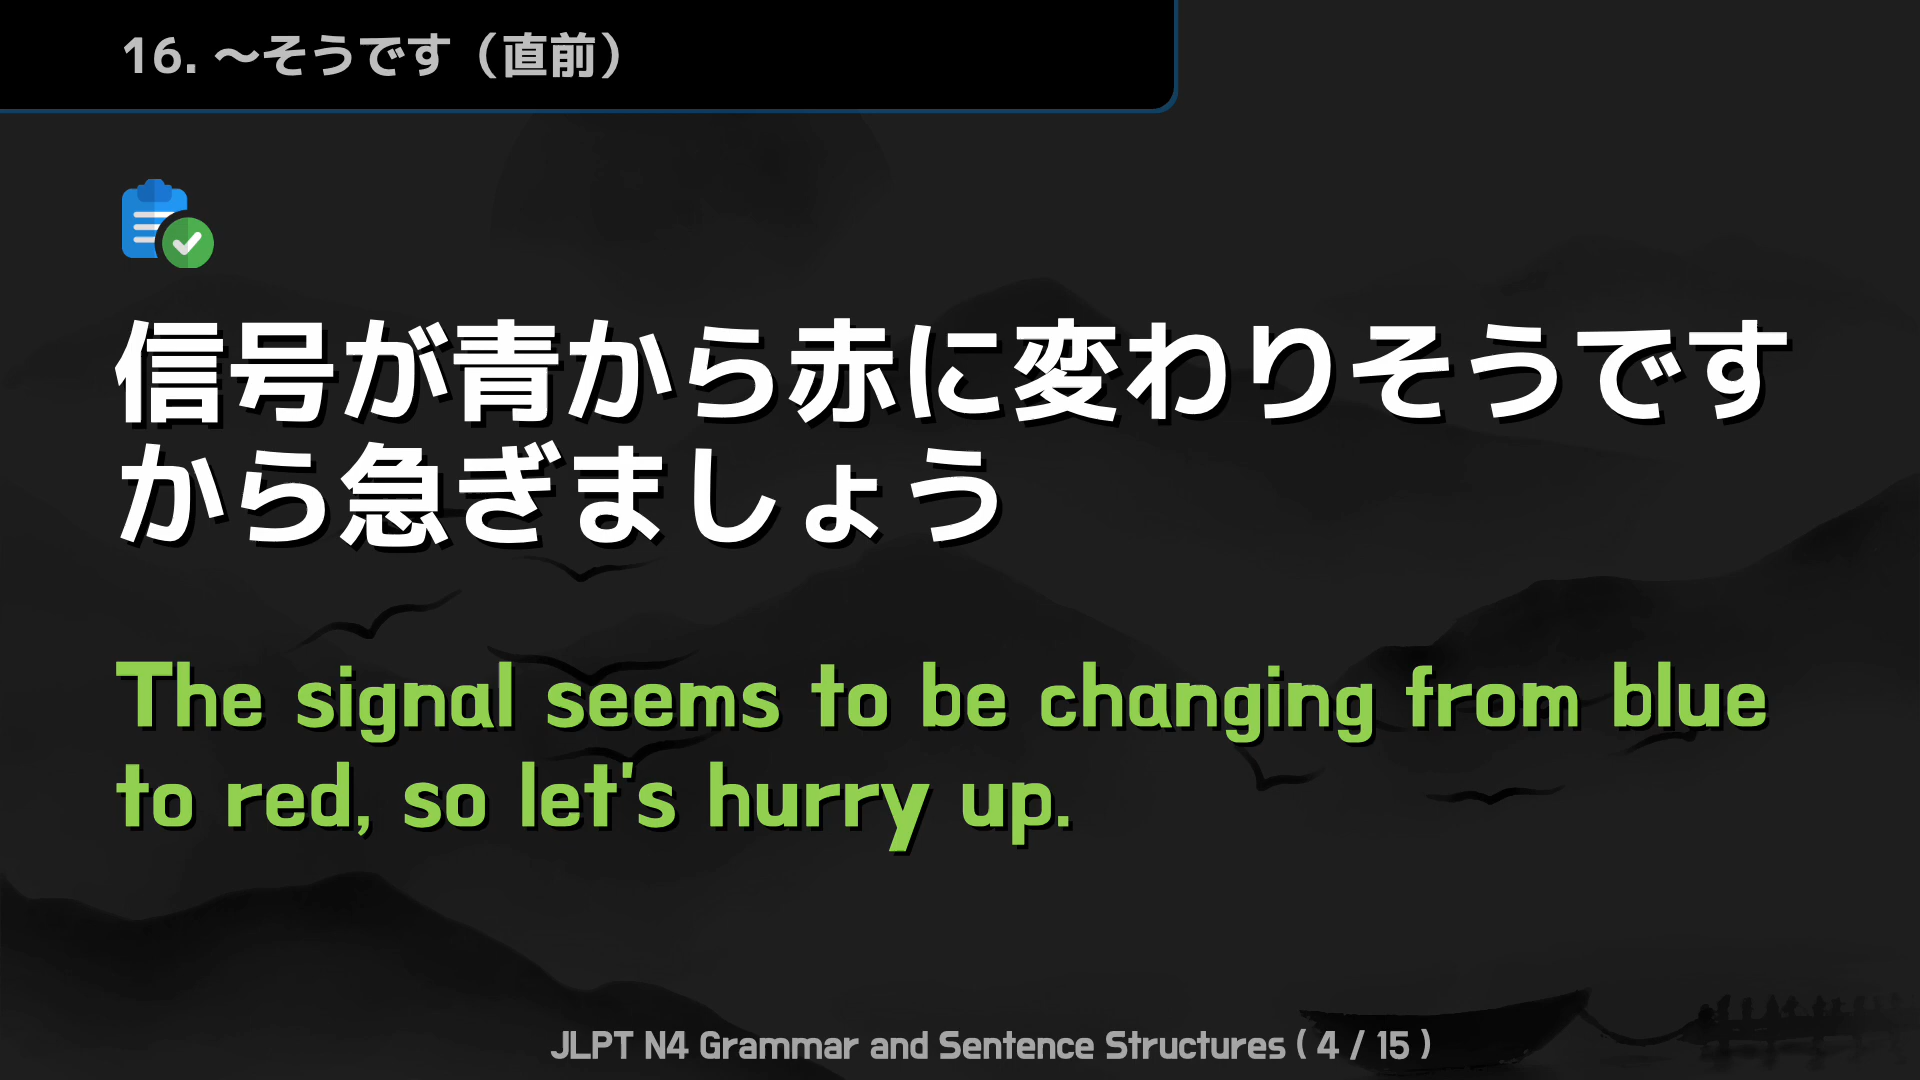 16. ～そうです（直前）
信号が青から赤に変わりそうです
から急ぎましょう
The signal seems to be changing from blue
to red, so let's hurry up.
JLPT N4 Grammar and Sentence Structures ( 4 / 15 )